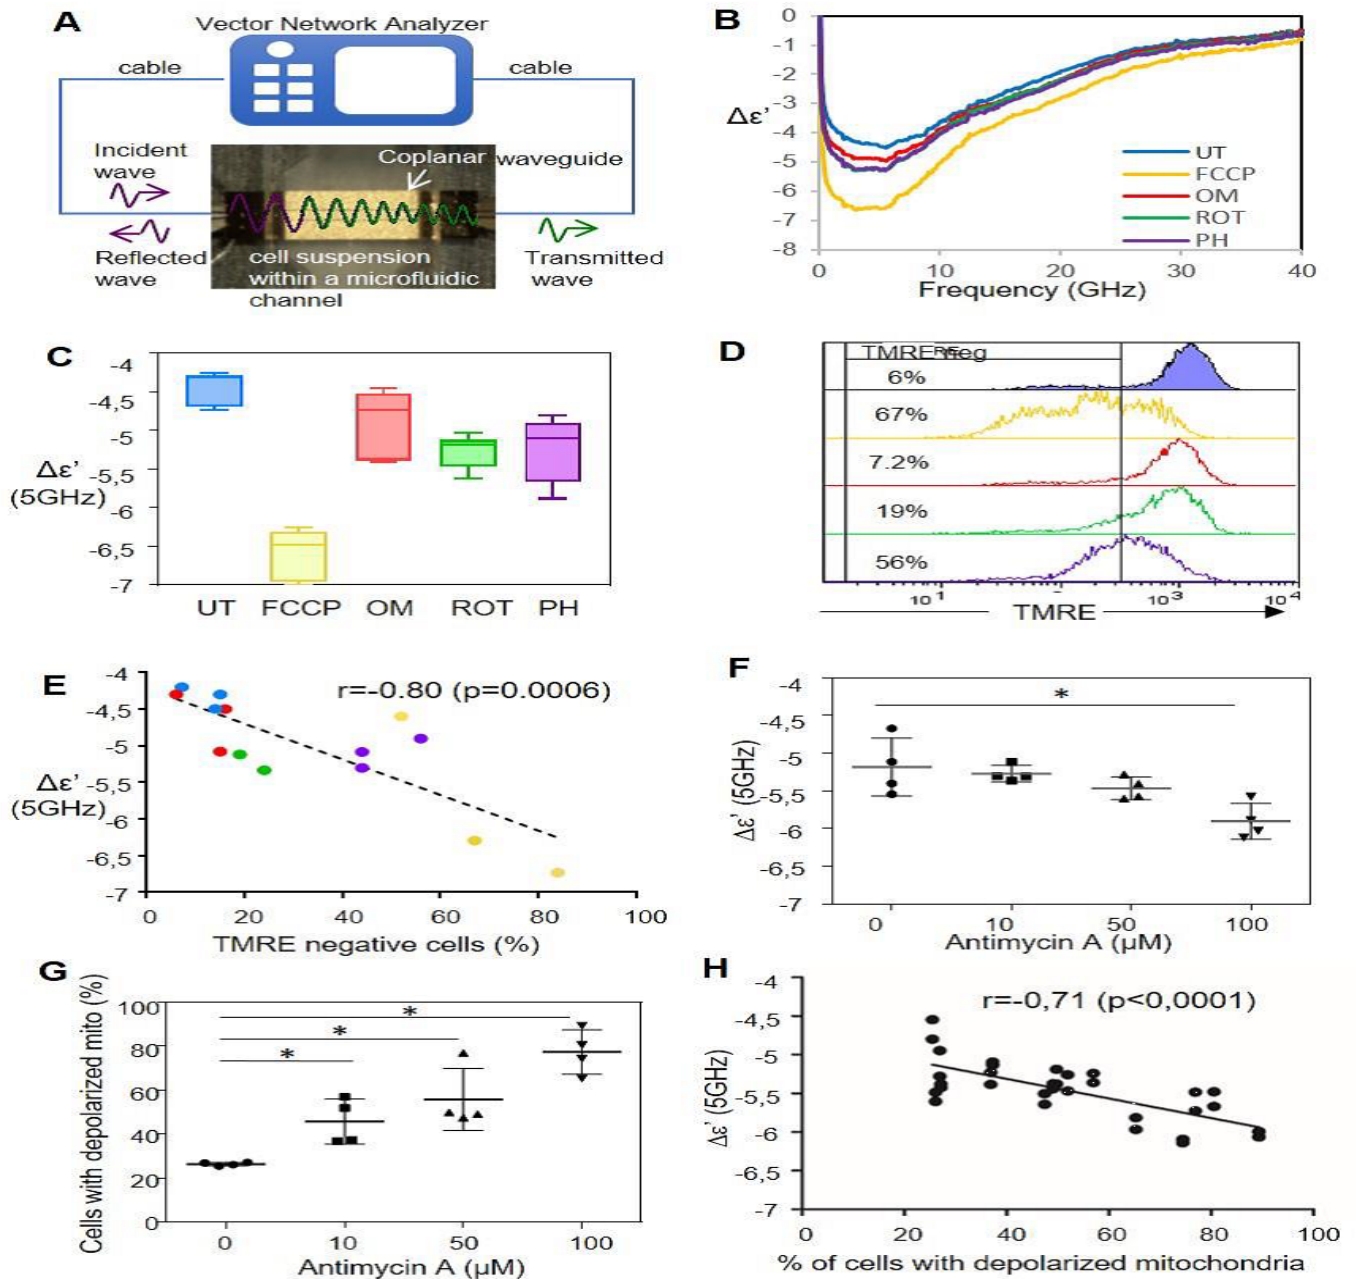 A
Vector Network Analyzer
cable
cable
Incident
wave
Coplanar waveguide
Reflected
wave
cell suspension
within a microfluidic
channel
Transmitted
wave
B
0
-1
-2
-3
-4
-5
-6
-7
-8
Δε’
UT
FCCP
OM
ROT
PH
0
10
20
30
40
Frequency (GHz)
C
-4
-4,5
-5
-5,5
-6
-6,5
-7
Δε’
(5GHz)
UT FCCP OM ROT PH
D
TMRE neg
6%
67%
7.2%
19%
56%
10¹
10³
10⁴
TMRE
E
r=-0.80 (p=0.0006)
-4
-4,5
-5
-5,5
-6
-6,5
-7
Δε’
(5GHz)
0 20 40 60 80 100
TMRE negative cells (%)
F
*
-4
-4,5
-5
-5,5
-6
-6,5
-7
Δε’ (5GHz)
0 10 50 100
Antimycin A (µM)
G
Cells with depolarized mito (%)
100
80
60
40
20
0
*
*
*
0 10 50 100
Antimycin A (µM)
H
r=-0,71 (p<0,0001)
-4
-4,5
-5
-5,5
-6
-6,5
-7
Δε’ (5GHz)
0 20 40 60 80 100
% of cells with depolarized mitochondria